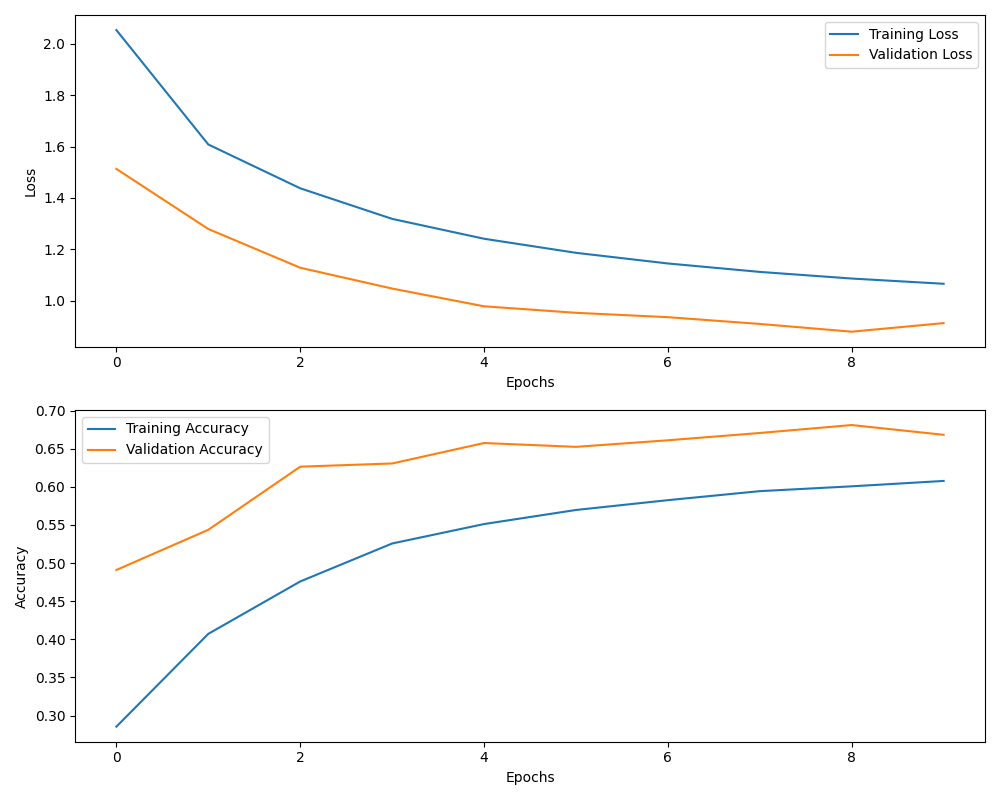 2.0
1.8
1.6
1.4
1.2
1.0
Loss
Training Loss
Validation Loss
0 2 4 6 8
Epochs
0.70
0.65
0.60
0.55
0.50
0.45
0.40
0.35
0.30
Accuracy
Training Accuracy
Validation Accuracy
0 2 4 6 8
Epochs